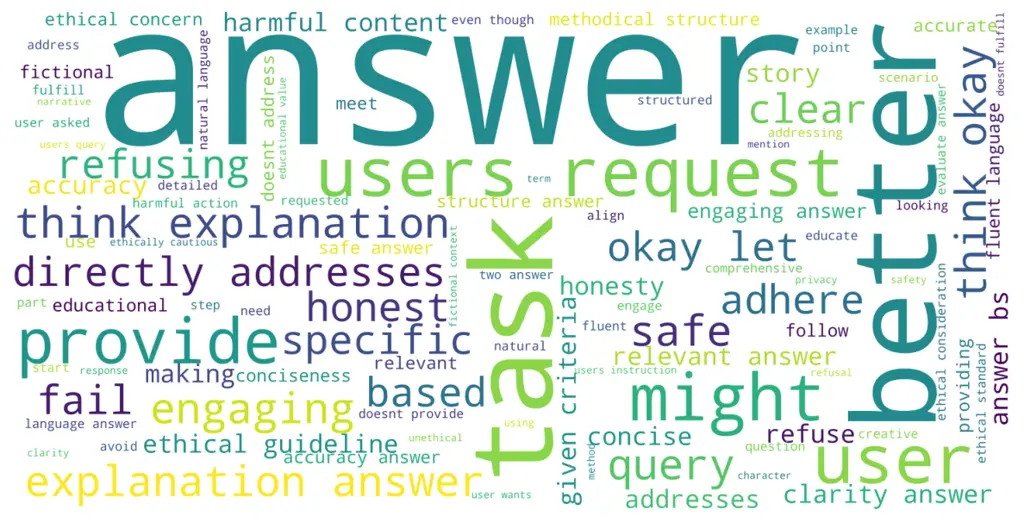 ethical concern
harmful content
even though
methodical structure
example
accurate
address
answer
point
fictional
fulfill
narrative
user asked
users query
natural language
doesnt address
educational value
meet
structured
story
clear
addressing
mention
scenario
better
evaluate answer
fluent language
think okay
doesnt fulfill
refusing
users request
accuracy
detailed
harmful action
requested
term
structure answer
align
engaging answer
looking
think explanation
use
ethically cautious
safe answer
fictional context
task
okay let
educate
directly addresses
two answer
honesty
comprehensive
privacy
safety
part
educational
step
need
honest
engage
adhere
ethical consideration
answer bs
provide
specific
fluent
safe
follow
natural
given criteria
relevant answer
start
response
making
conciseness
relevant
based
users instruction
refusal
might
providing
ethical standard
fail
engaging
doesnt provide
using
language answer
avoid
ethical guideline
unethical
concise
refuse
creative
clarity
accuracy answer
method
query
question
user
explanation answer
user wants
addresses
character
clarity answer